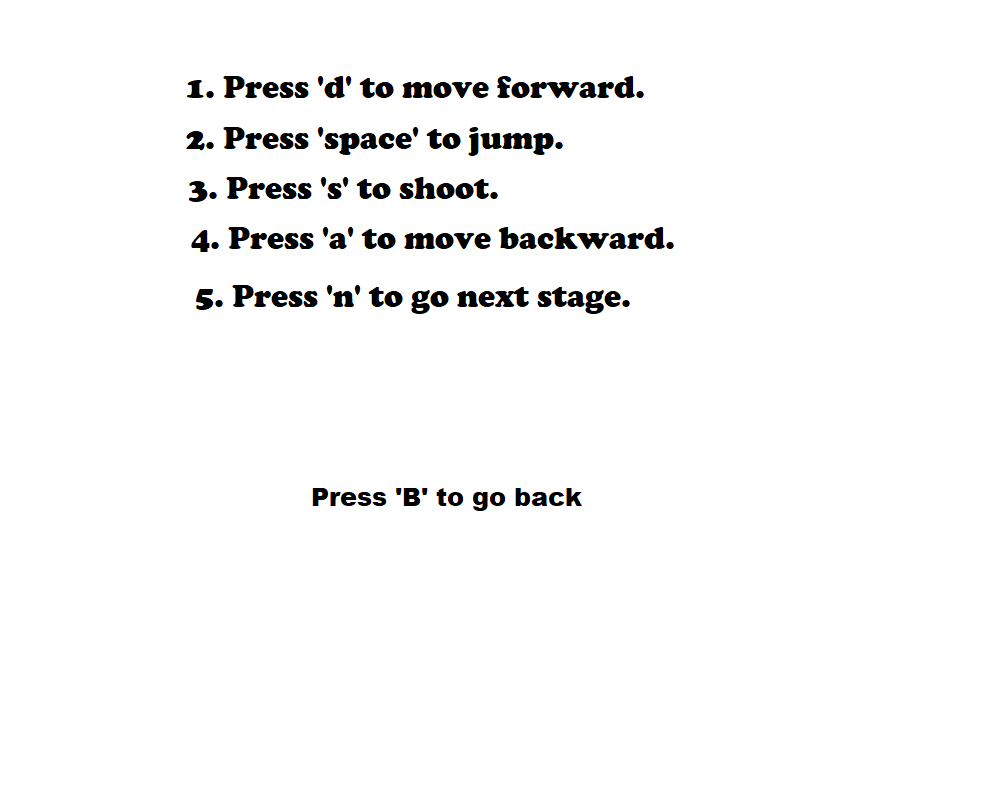 1. Press 'd' to move forward.
2. Press 'space' to jump.
3. Press 's' to shoot.
4. Press 'a' to move backward.
5. Press 'n' to go next stage.
Press 'B' to go back